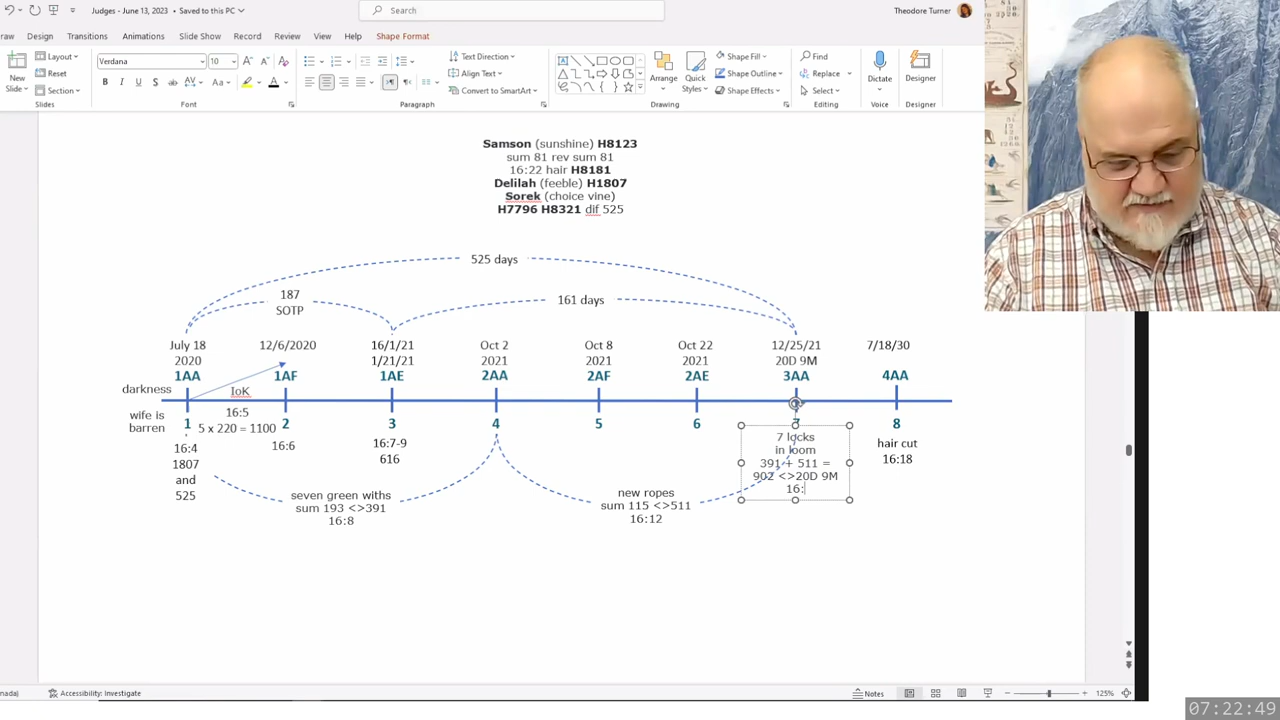 Judges - June 13, 2023 • Saved to this PC
Search
Theodore Turner
raw Design Transitions Animations Slide Show Record Review View Help Shape Format
New
Slide
Layout
Reset
Section
Slides
Verdana
10
Font
Paragraph
Text Direction
Align Text
Convert to SmartArt
Arrange
Quick
Styles
Shape Fill
Shape Outline
Shape Effects
Drawing
Find
Replace
Select
Editing
Dictate
Voice
Designer
Designer
Samson (sunshine) H8123
sum 81 rev sum 81
16:22 hair H8181
Delilah (feeble) H1807
Sorek (choice vine)
H7796 H8321 dif 525
525 days
187
SOTP
161 days
July 18
2020
1AA
12/6/2020
1AF
16/1/21
1/21/21
1AE
Oct 2
2021
2AA
Oct 8
2021
2AF
Oct 22
2021
2AE
12/25/21
20D 9M
3AA
7/18/30
4AA
darkness
IoK
wife is
barren
1
16:5
5 x 220 = 1100
2
3
4
5
6
7
8
16:4
1807
and
525
16:6
16:7-9
616
7 locks
in loom
391 + 511 =
902 <>20D 9M
16:
hair cut
16:18
seven green withs
sum 193 <>391
16:8
new ropes
sum 115 <>511
16:12
nada)
Accessibility: Investigate
Notes
125%
07:22:49